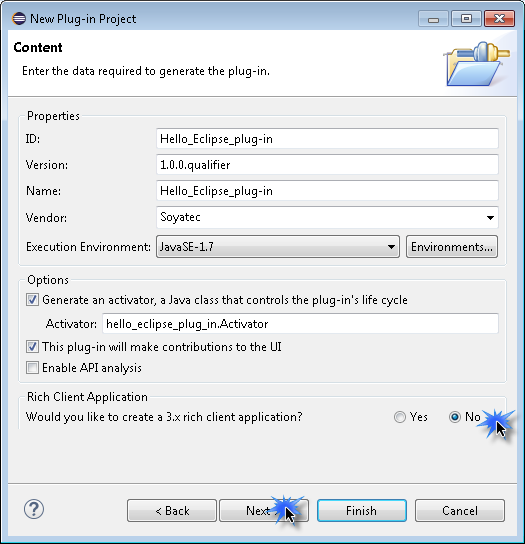 New Plug-in Project
Content
Enter the data required to generate the plug-in.
Properties
ID: Hello_Eclipse_plug-in
Version: 1.0.0.qualifier
Name: Hello_Eclipse_plug-in
Vendor: Soyatec
Execution Environment: JavaSE-1.7 Environments...
Options
Generate an activator, a Java class that controls the plug-in's life cycle
Activator: hello_eclipse_plug_in.Activator
This plug-in will make contributions to the UI
Enable API analysis
Rich Client Application
Would you like to create a 3.x rich client application? Yes No
? < Back Next Finish Cancel